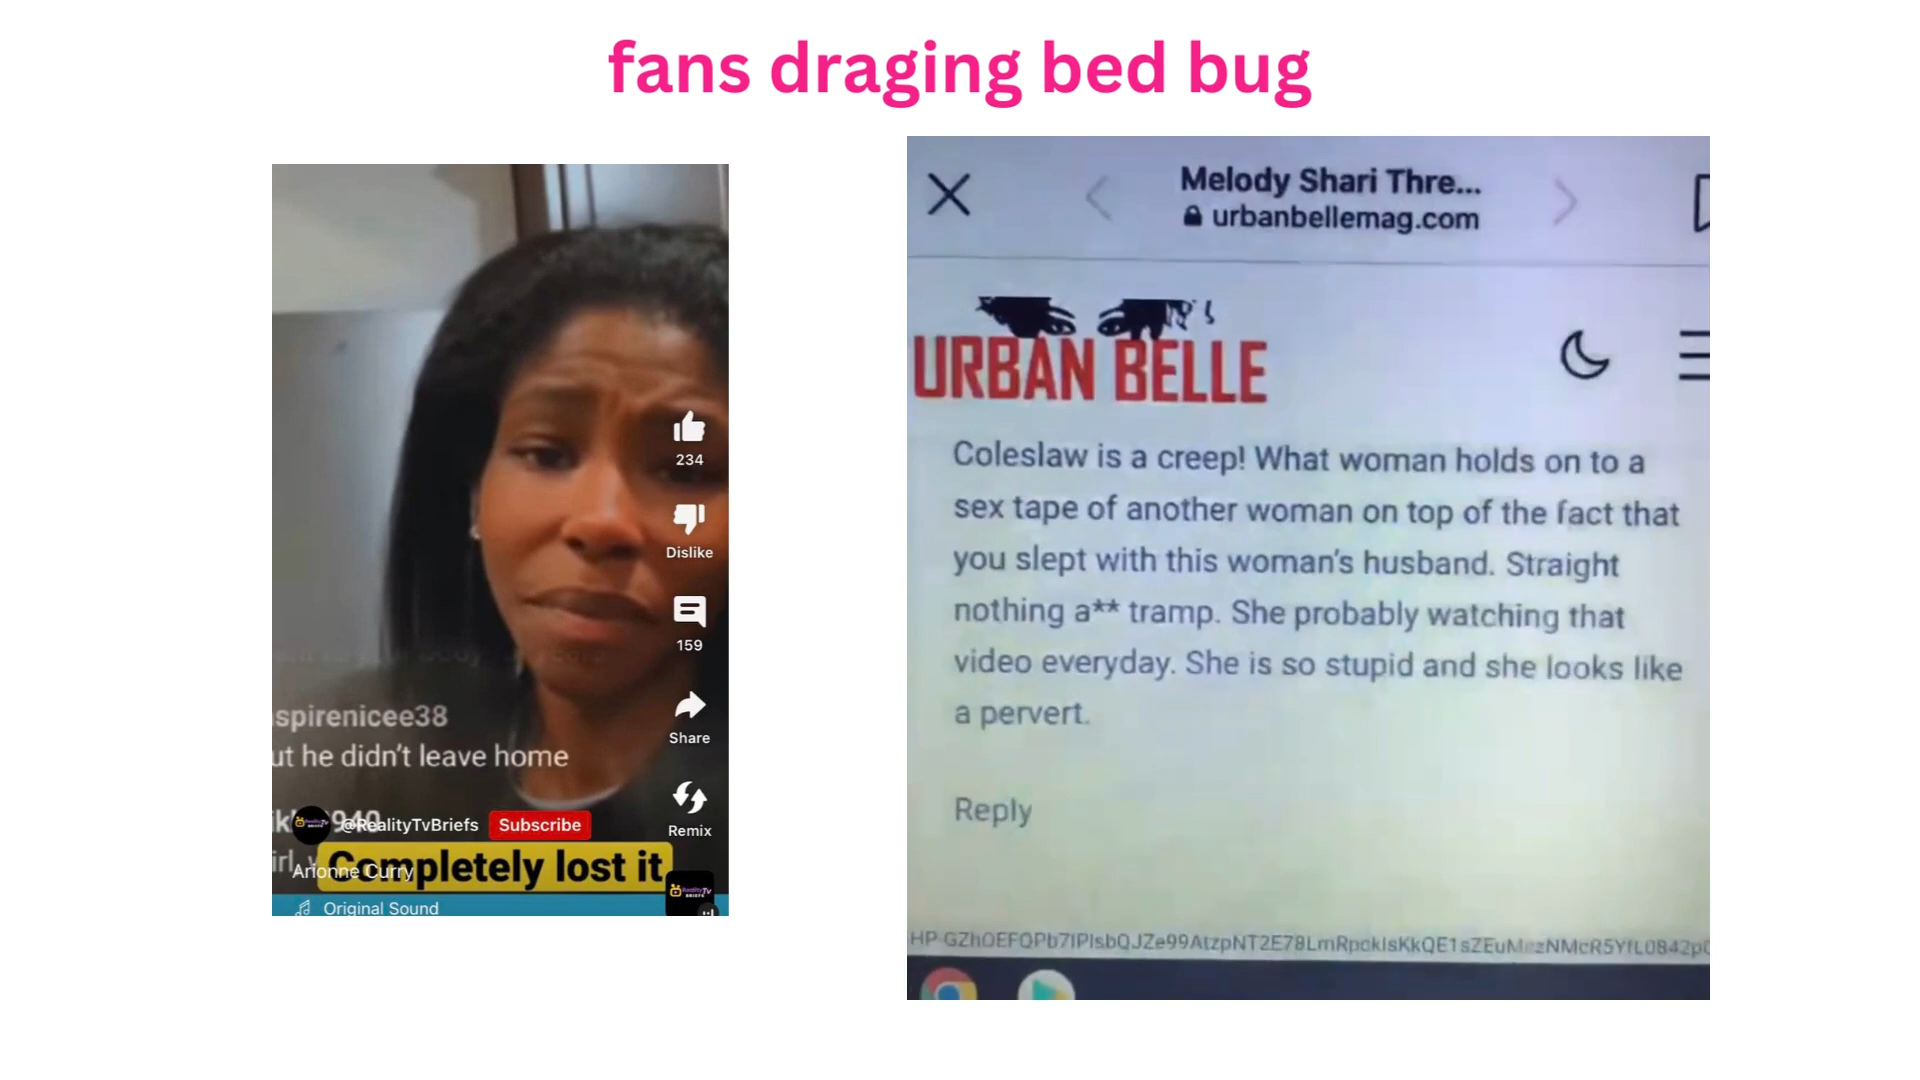 fans draging bed bug
234
Dislike
159
Share
Remix
spirenicee38
ut he didn't leave home
940
@RealityTvBriefs
Subscribe
Completely lost it
Arionne Curry
Original Sound
Melody Shari Thre...
urbanbellemag.com
URBAN BELLE
Coleslaw is a creep! What woman holds on to a
sex tape of another woman on top of the fact that
you slept with this woman's husband. Straight
nothing a** tramp. She probably watching that
video everyday. She is so stupid and she looks like
a pervert.
Reply